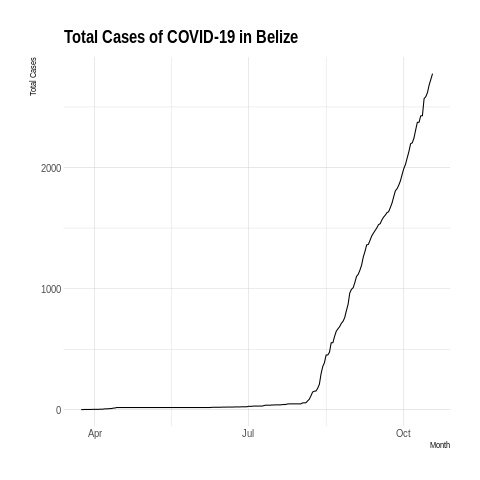 Total Cases of COVID-19 in Belize
Total Cases
2000
1000
0
Apr
Jul
Oct
Month